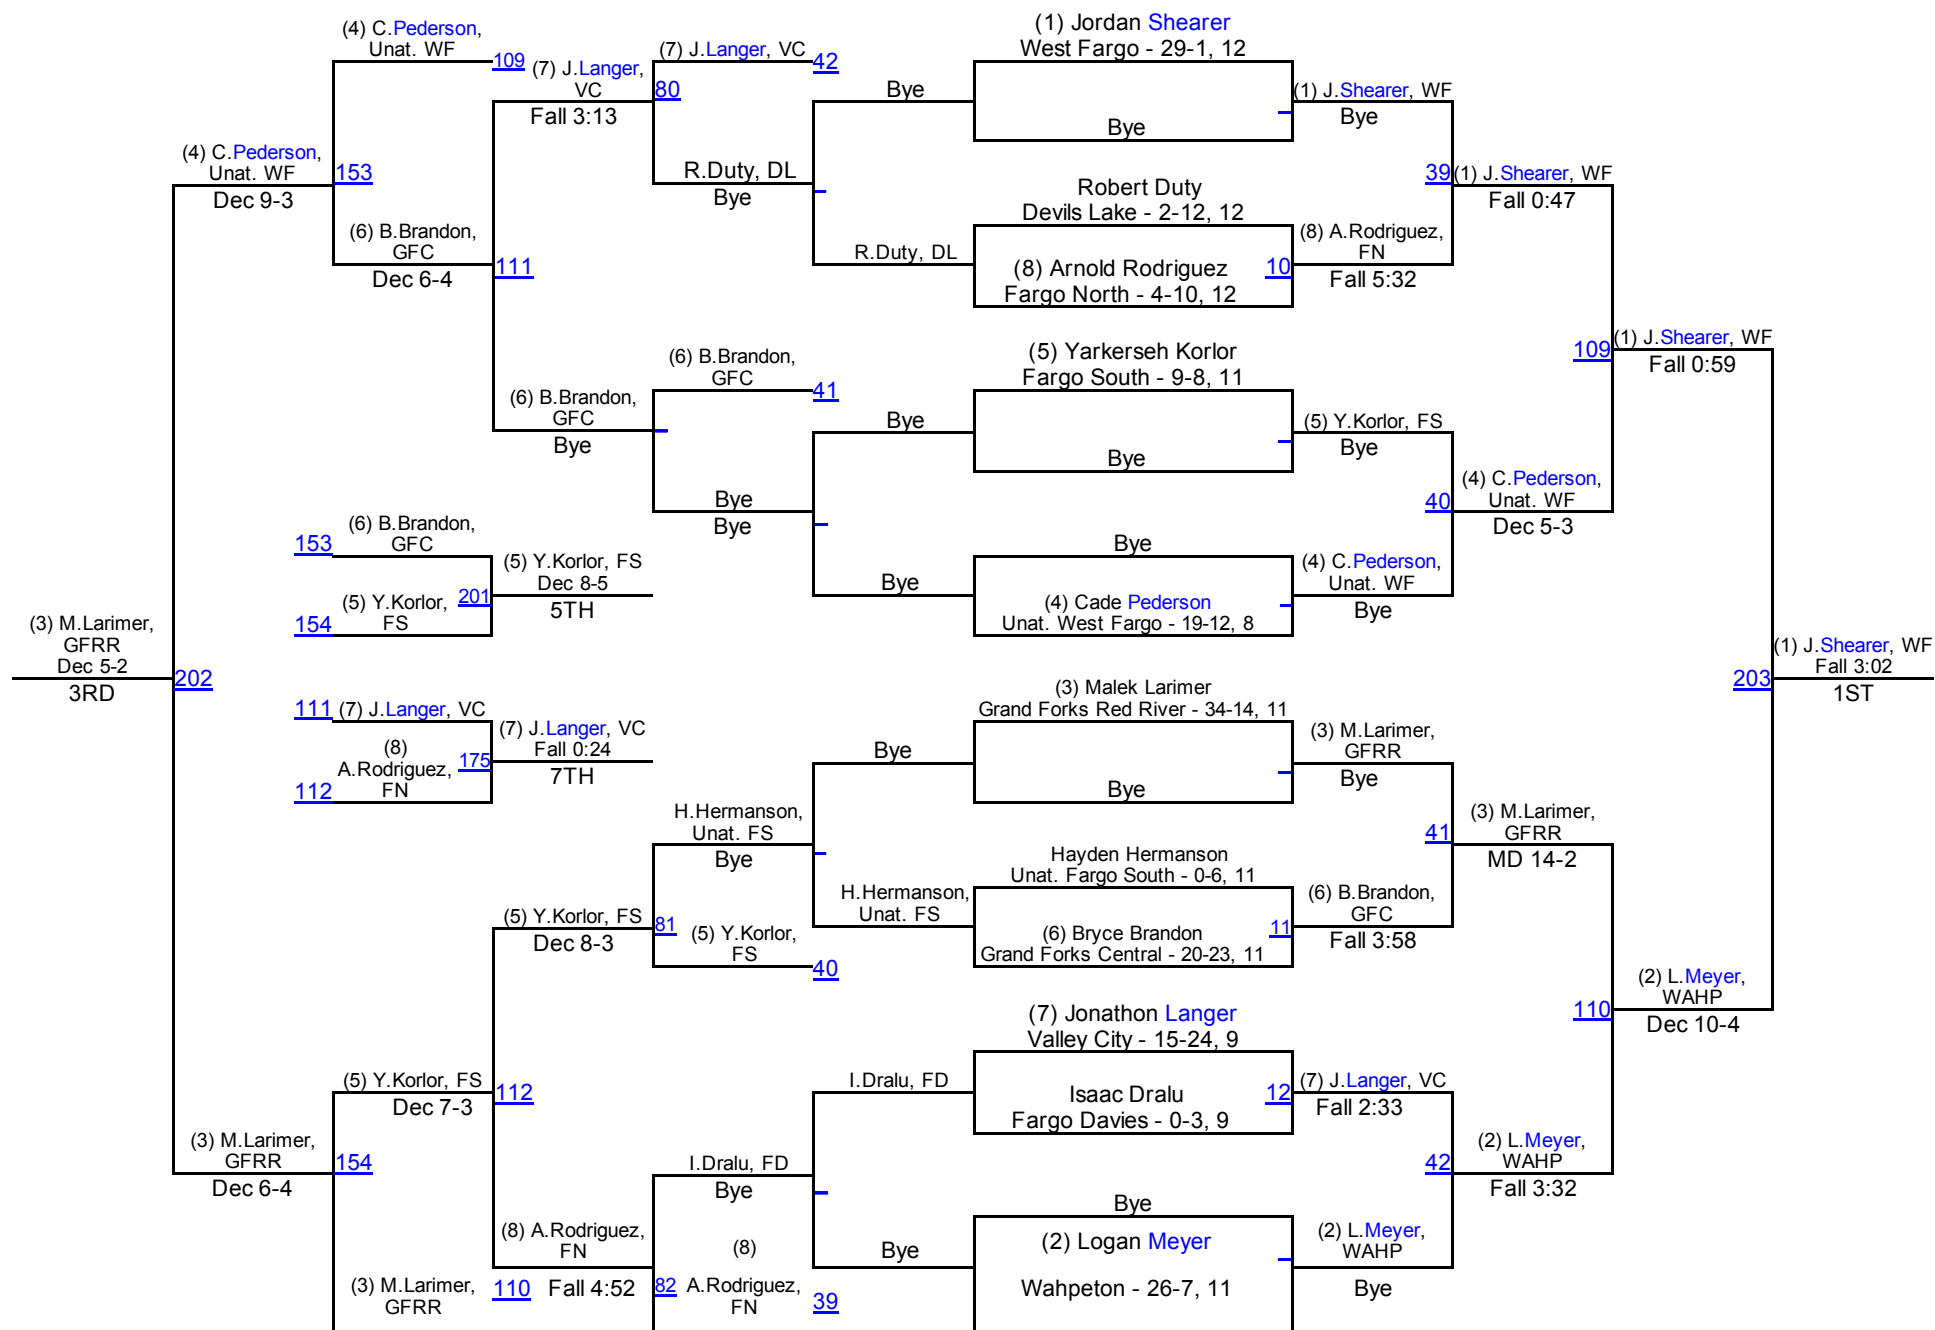 (4) C.Pederson,
Unat. WF
109
(7) J.Langer,
VC
Fall 3:13
(7) J.Langer, VC
42
80
Bye
R.Duty, DL
Bye
R.Duty, DL
(4) C.Pederson,
Unat. WF
Dec 9-3
153
(6) B.Brandon,
GFC
Dec 6-4
111
(6) B.Brandon,
GFC
41
(6) B.Brandon,
GFC
Bye
Bye
Bye
Bye
Bye
153
(6) B.Brandon,
GFC
154
(5) Y.Korlor,
FS
201
(5) Y.Korlor, FS
Dec 8-5
5TH
(3) M.Larimer,
GFRR
Dec 5-2
3RD
202
111
(7) J.Langer, VC
112
(8)
A.Rodriguez,
FN
175
(7) J.Langer, VC
Fall 0:24
7TH
Bye
H.Hermanson,
Unat. FS
Bye
H.Hermanson,
Unat. FS
(5) Y.Korlor, FS
Dec 8-3
81
(5) Y.Korlor,
FS
40
(5) Y.Korlor, FS
Dec 7-3
112
I.Dralu, FD
I.Dralu, FD
Bye
Bye
(3) M.Larimer,
GFRR
Dec 6-4
154
(8) A.Rodriguez,
FN
Fall 4:52
(3) M.Larimer,
GFRR
110
82
(8)
A.Rodriguez,
FN
39
(1) Jordan Shearer
West Fargo - 29-1, 12
Bye
(1) J.Shearer, WF
Bye
Robert Duty
Devils Lake - 2-12, 12
(8) Arnold Rodriguez
Fargo North - 4-10, 12
10
(8) A.Rodriguez,
FN
Fall 5:32
39
(1) J.Shearer, WF
Fall 0:47
(5) Yarkerseh Korlor
Fargo South - 9-8, 11
Bye
(5) Y.Korlor, FS
Bye
Bye
(4) Cade Pederson
Unat. West Fargo - 19-12, 8
(4) C.Pederson,
Unat. WF
Bye
40
(4) C.Pederson,
Unat. WF
Dec 5-3
109
(1) J.Shearer, WF
Fall 0:59
(3) Malek Larimer
Grand Forks Red River - 34-14, 11
Bye
(3) M.Larimer,
GFRR
Bye
Hayden Hermanson
Unat. Fargo South - 0-6, 11
(6) Bryce Brandon
Grand Forks Central - 20-23, 11
11
(6) B.Brandon,
GFC
Fall 3:58
41
(3) M.Larimer,
GFRR
MD 14-2
(7) Jonathon Langer
Valley City - 15-24, 9
Isaac Dralu
Fargo Davies - 0-3, 9
12
(7) J.Langer, VC
Fall 2:33
Bye
(2) Logan Meyer
Wahpeton - 26-7, 11
(2) L.Meyer,
WAHP
Bye
42
(2) L.Meyer,
WAHP
Fall 3:32
110
(2) L.Meyer,
WAHP
Dec 10-4
203
(1) J.Shearer, WF
Fall 3:02
1ST